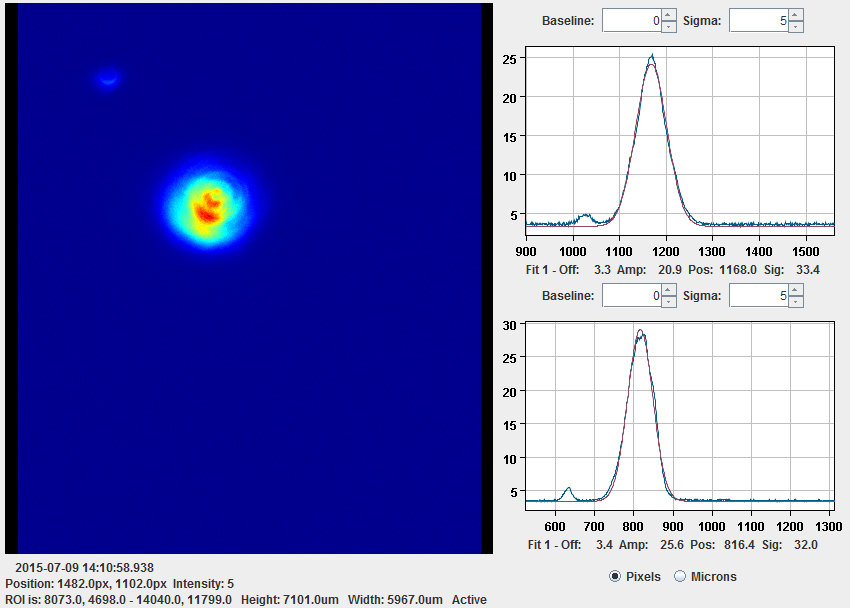 Baseline: 0 Sigma: 5
25
20
15
10
5
900 1000 1100 1200 1300 1400 1500
Fit 1 - Off: 3.3 Amp: 20.9 Pos: 1168.0 Sig: 33.4
Baseline: 0 Sigma: 5
30
25
20
15
10
5
600 700 800 900 1000 1100 1200 1300
Fit 1 - Off: 3.4 Amp: 25.6 Pos: 816.4 Sig: 32.0
Pixels Microns
2015-07-09 14:10:58.938
Position: 1482.0px, 1102.0px Intensity: 5
ROI is: 8073.0, 4698.0 - 14040.0, 11799.0 Height: 7101.0um Width: 5967.0um Active